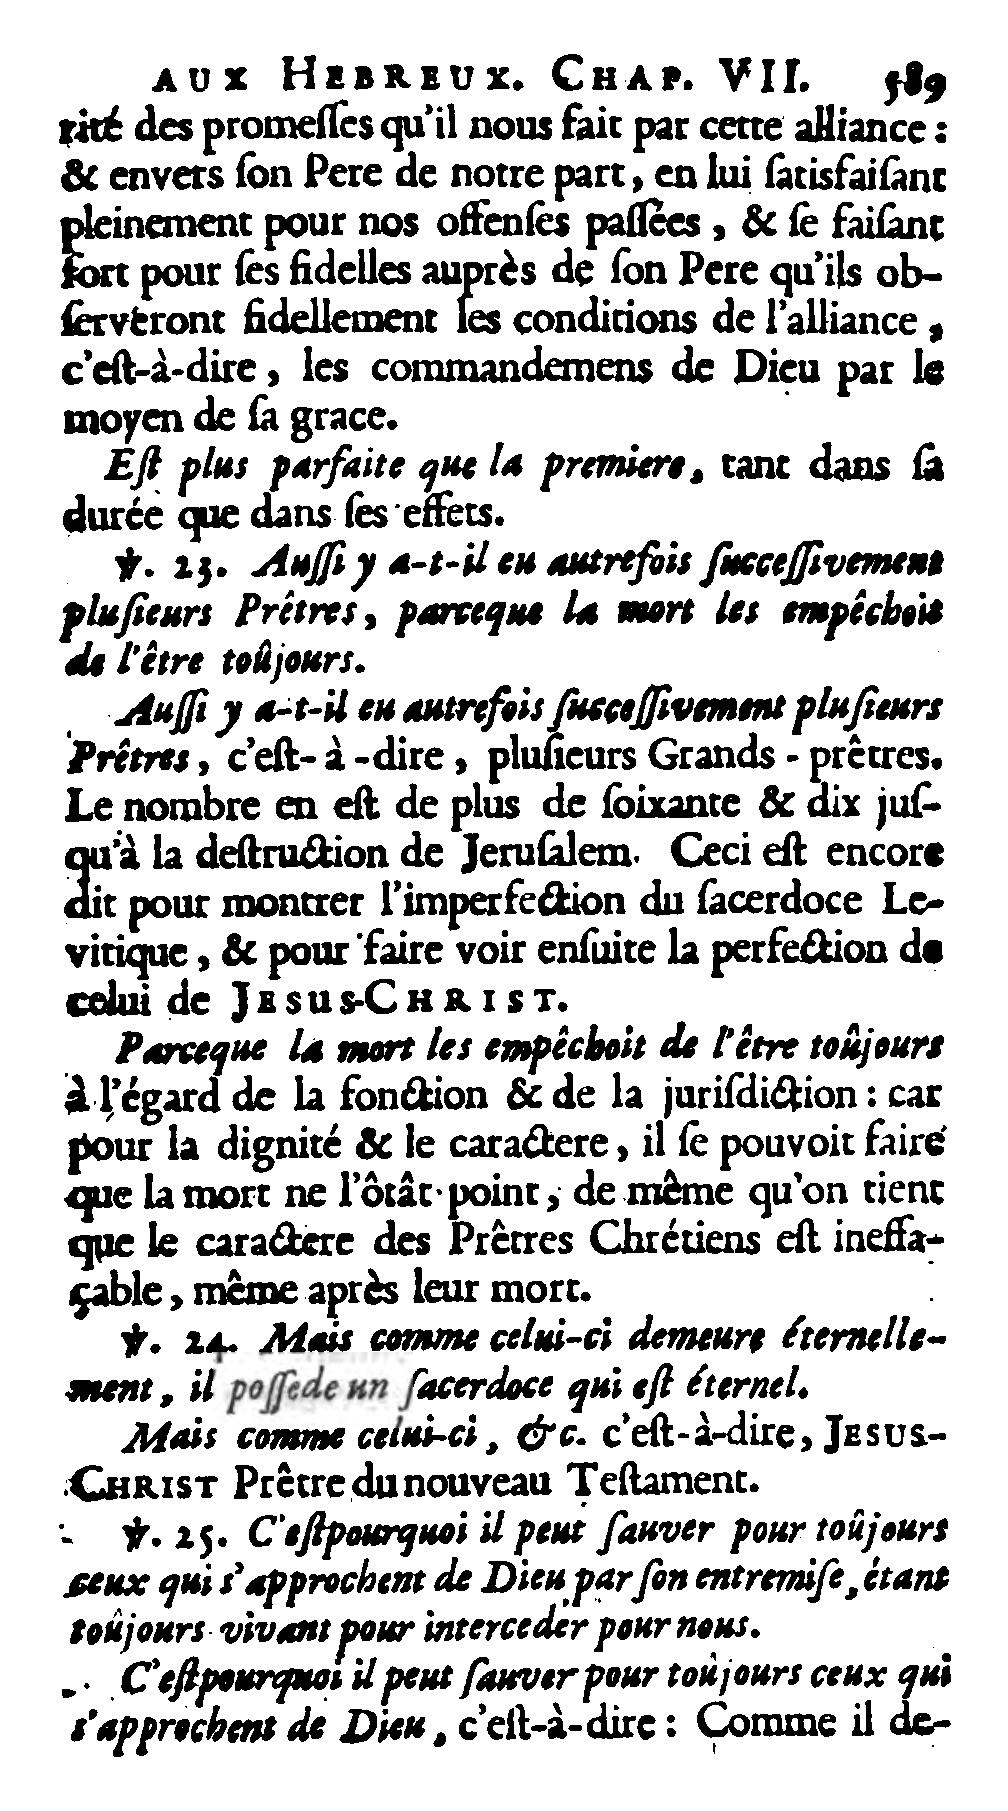 AUX HEBREUX. CHAP. VII. 589
rité des promeſſes qu'il nous fait par cette alliance :
& envers ſon Pere de notre part, en lui ſatisfaiſant
pleinement pour nos offenſes paſſées, & ſe faiſant
fort pour ſes fidelles auprès de ſon Pere qu'ils ob-
ſerveront fidellement les conditions de l'alliance,
c'eſt-à-dire, les commandemens de Dieu par le
moyen de ſa grace.
Eſt plus parfaite que la premiere, tant dans ſa
durée que dans ſes effets.
℣. 23. Auſſi y a-t-il eu autrefois ſucceſſivement
pluſieurs Prêtres, parceque la mort les empêchoit
de l'être toûjours.
Auſſi y a-t-il eu autrefois ſucceſſivement pluſieurs
Prêtres, c'eſt-à-dire, pluſieurs Grands-prêtres.
Le nombre en eſt de plus de ſoixante & dix juſ-
qu'à la deſtruction de Jeruſalem. Ceci eſt encore
dit pour montrer l'imperfection du ſacerdoce Le-
vitique, & pour faire voir enſuite la perfection de
celui de JESUS-CHRIST.
Parceque la mort les empêchoit de l'être toûjours
à l'égard de la fonction & de la juriſdiction : car
pour la dignité & le caractere, il ſe pouvoit faire
que la mort ne l'ôtât point, de même qu'on tient
que le caractere des Prêtres Chrétiens eſt ineffa-
çable, même après leur mort.
℣. 24. Mais comme celui-ci demeure éternelle-
ment, il poſſede un ſacerdoce qui eſt éternel.
Mais comme celui-ci, &c. c'eſt-à-dire, JESUS-
CHRIST Prêtre du nouveau Teſtament.
℣. 25. C'eſtpourquoi il peut ſauver pour toûjours
ceux qui s'approchent de Dieu par ſon entremiſe, étant
toûjours vivant pour interceder pour nous.
C'eſtpourquoi il peut ſauver pour toûjours ceux qui
s'approchent de Dieu, c'eſt-à-dire : Comme il de-